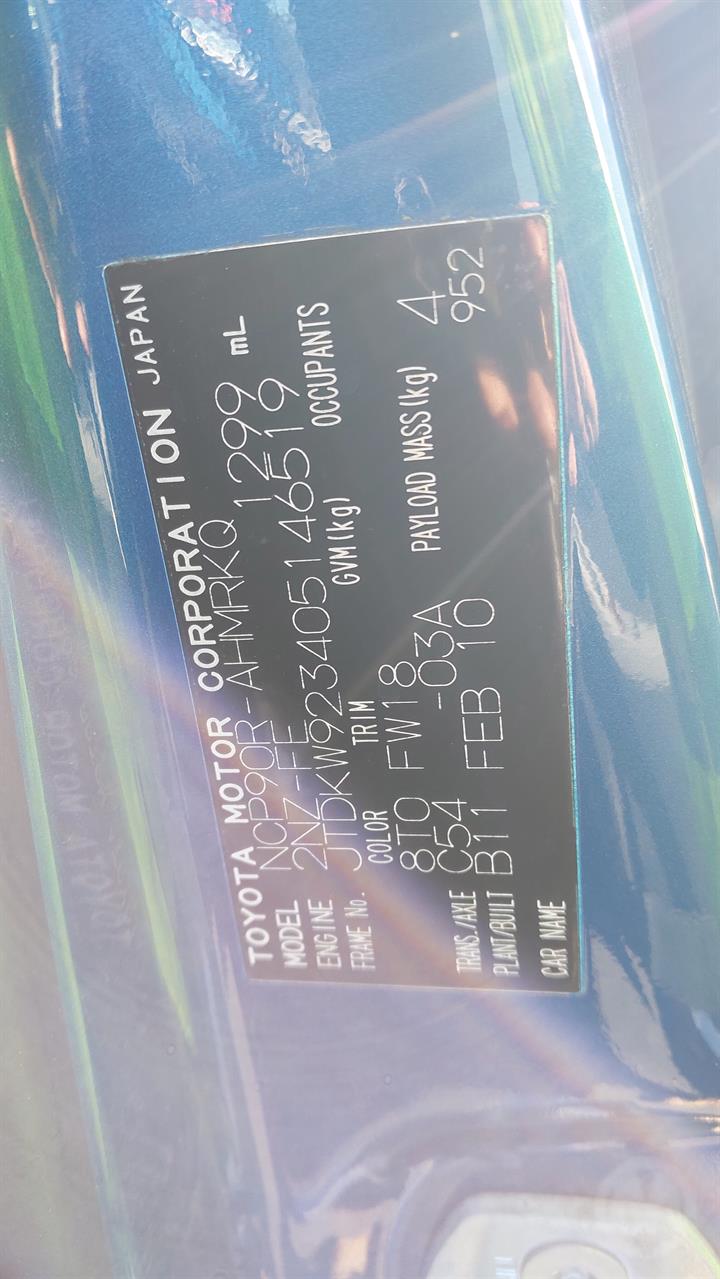 TOYOTA MOTOR CORPORATION JAPAN
MODEL NCP90R-AHMRKQ 1299 mL
ENGINE 2NZ-FE
FRAME No. JTDKW923405146519
COLOR TRIM GVM(kg) OCCUPANTS
8T0 FW18 4
TRANS./AXLE C54 -03A PAYLOAD MASS(kg) 952
PLANT/BUILT B11 FEB 10
CAR NAME